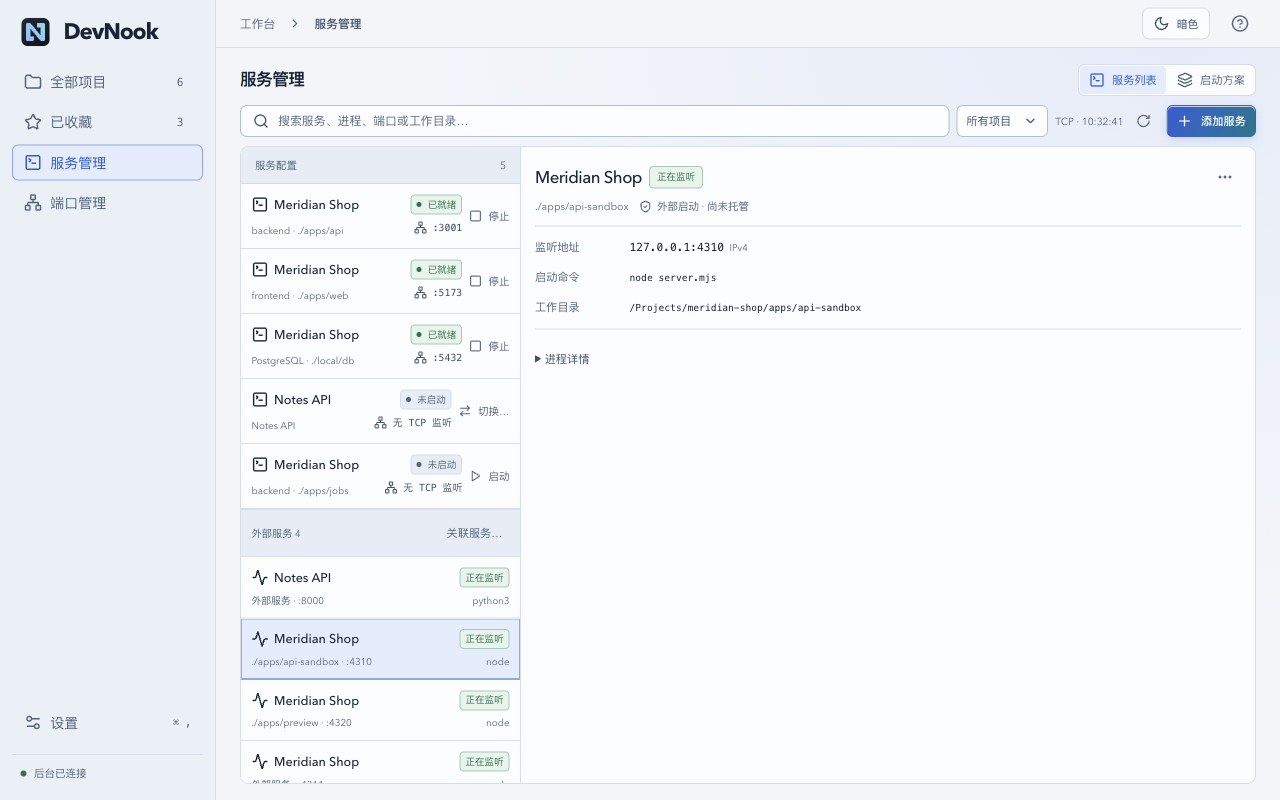 DevNook
全部项目 6
已收藏 3
服务管理
端口管理
设置 ⌘ ,
后台已连接
工作台 > 服务管理
暗色
服务管理
服务列表
启动方案
搜索服务、进程、端口或工作目录...
所有项目
TCP · 10:32:41
添加服务
服务配置 5
Meridian Shop 已就绪 停止
backend · ./apps/api :3001
Meridian Shop 已就绪 停止
frontend · ./apps/web :5173
Meridian Shop 已就绪 停止
PostgreSQL · ./local/db :5432
Notes API 未启动 切换...
Notes API 无 TCP 监听
Meridian Shop 未启动 启动
backend · ./apps/jobs 无 TCP 监听
外部服务 4 关联服务...
Notes API 正在监听
外部服务 · :8000 python3
Meridian Shop 正在监听
./apps/api-sandbox · :4310 node
Meridian Shop 正在监听
./apps/preview · :4320 node
Meridian Shop 正在监听
Meridian Shop 正在监听
./apps/api-sandbox 外部启动 · 尚未托管
监听地址 127.0.0.1:4310 IPv4
启动命令 node server.mjs
工作目录 /Projects/meridian-shop/apps/api-sandbox
进程详情